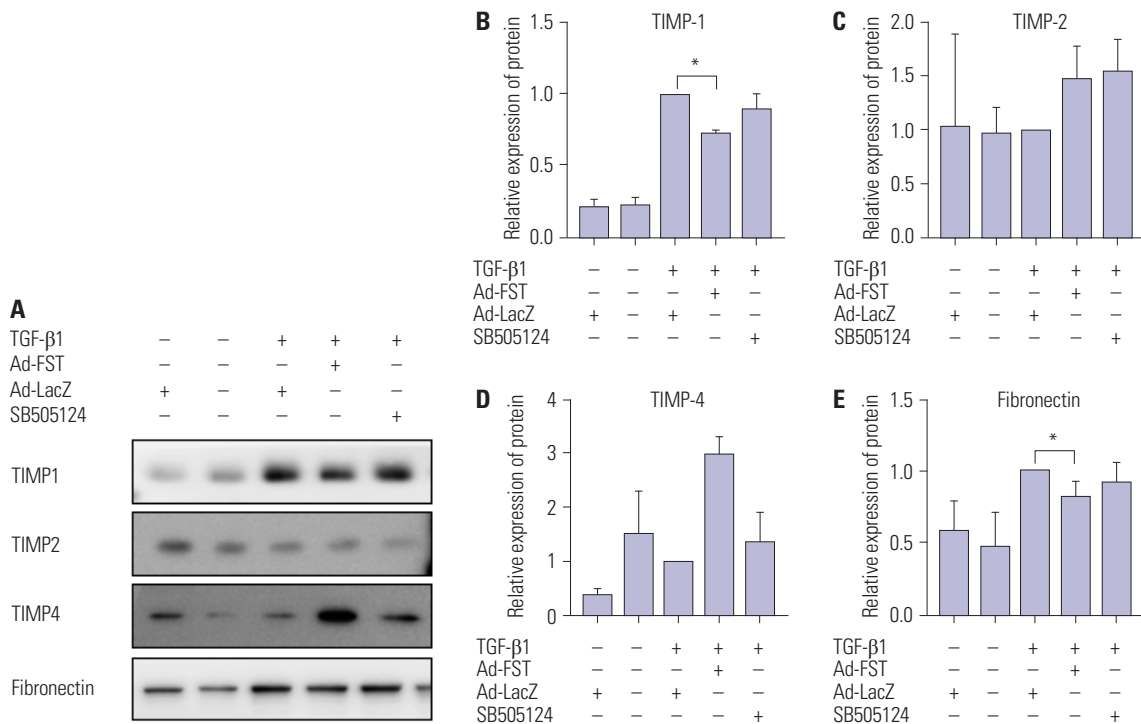 A
TGF-β1 – – + + +
Ad-FST – – – + –
Ad-LacZ + – + – –
SB505124 – – – – +
TIMP1
TIMP2
TIMP4
Fibronectin
B
TIMP-1
Relative expression of protein
1.5
1.0
0.5
0.0
*
TGF-β1 – – + + +
Ad-FST – – – + –
Ad-LacZ + – + – –
SB505124 – – – – +
C
TIMP-2
Relative expression of protein
2.0
1.5
1.0
0.5
0.0
TGF-β1 – – + + +
Ad-FST – – – + –
Ad-LacZ + – + – –
SB505124 – – – – +
D
TIMP-4
Relative expression of protein
4
3
2
1
0
TGF-β1 – – + + +
Ad-FST – – – + –
Ad-LacZ + – + – –
SB505124 – – – – +
E
Fibronectin
Relative expression of protein
1.5
1.0
0.5
0.0
*
TGF-β1 – – + + +
Ad-FST – – – + –
Ad-LacZ + – + – –
SB505124 – – – – +